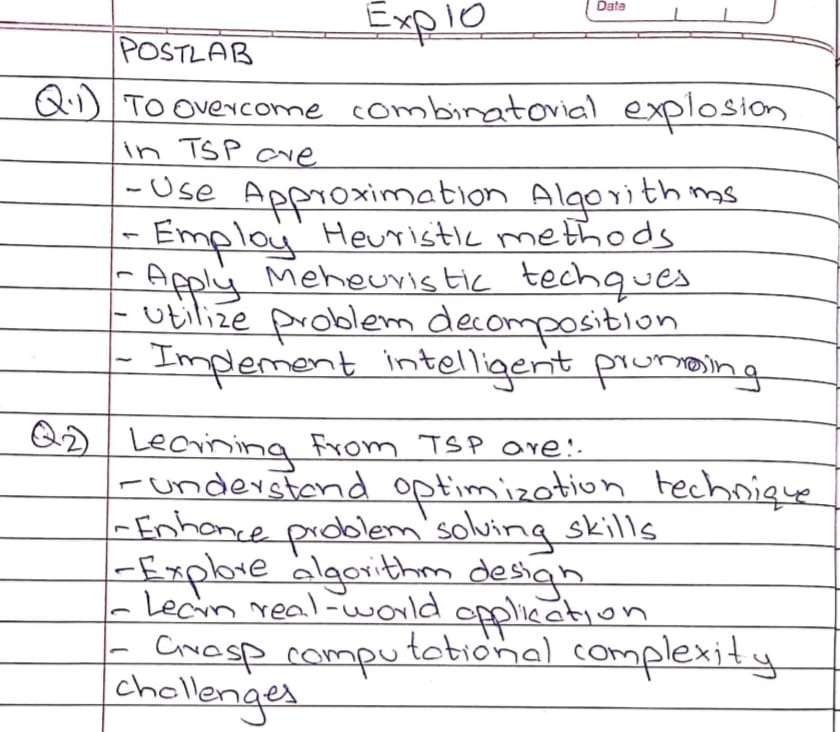 Exp 10
Date
POSTLAB
Q.1) To overcome combinatorial explosion
in TSP are
- Use Approximation Algorithms
- Employ Heuristic methods
- Apply Meheuristic techques
- Utilize problem decomposition
- Implement intelligent prunning
Q2) Learining From TSP are:.
- understand optimization technique
- Enhance problem solving skills
- Explore algorithm design
- Learn real-world application
- Grasp computational complexity
challenges